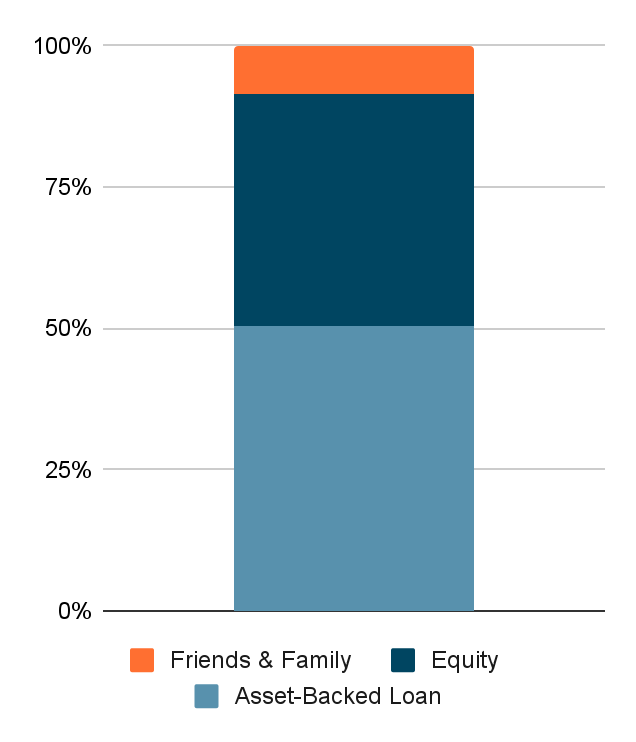 100%
75%
50%
25%
0%
Friends & Family Equity
Asset-Backed Loan